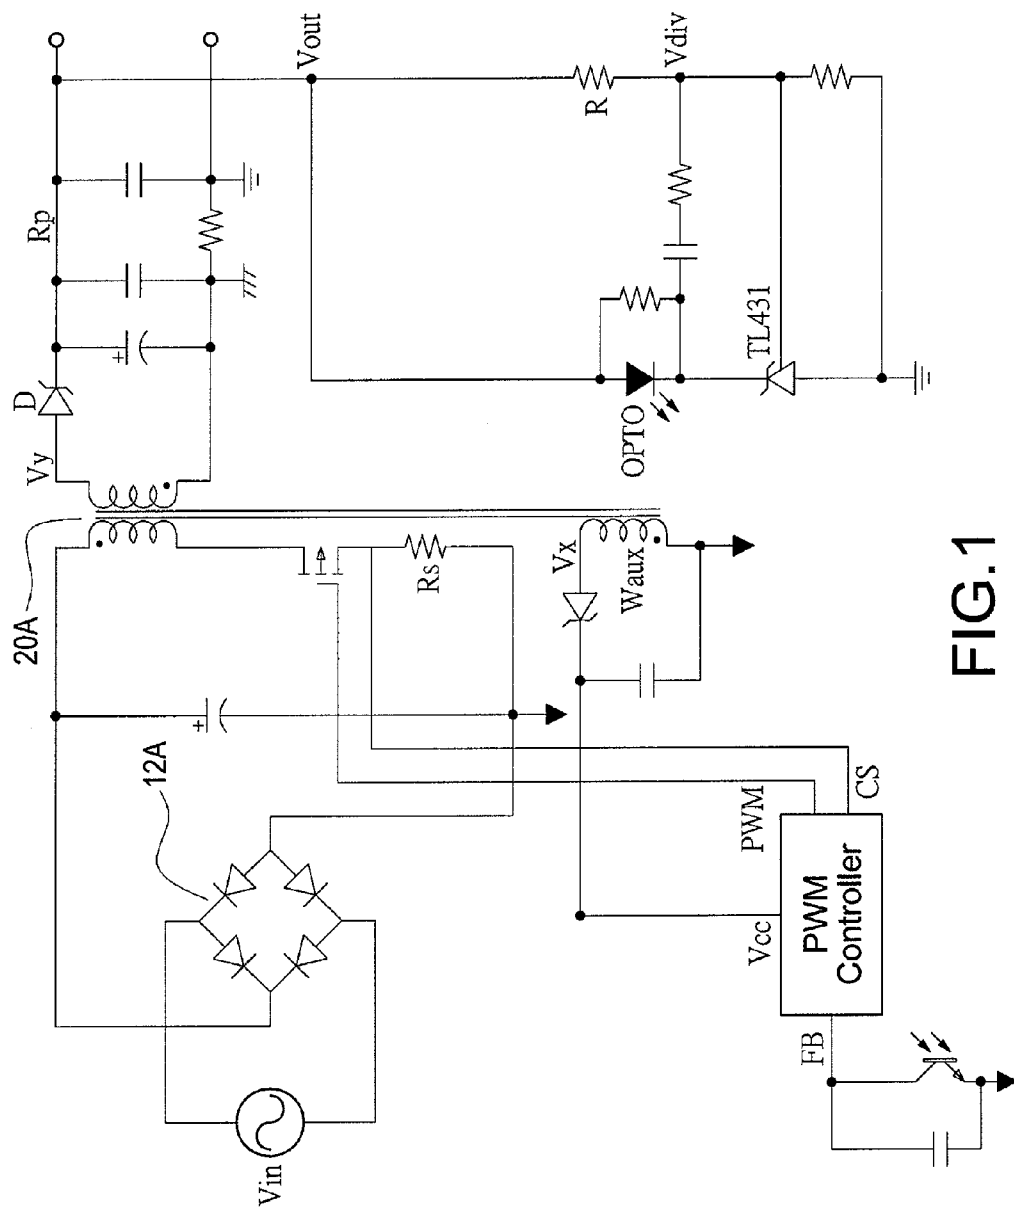 Vin
12A
20A
Vy
D
Rp
Vout
R
Vdiv
OPTO
TL431
Rs
Vx
Waux
PWM
CS
Vcc
PWM
Controller
FB
+
+
FIG.1